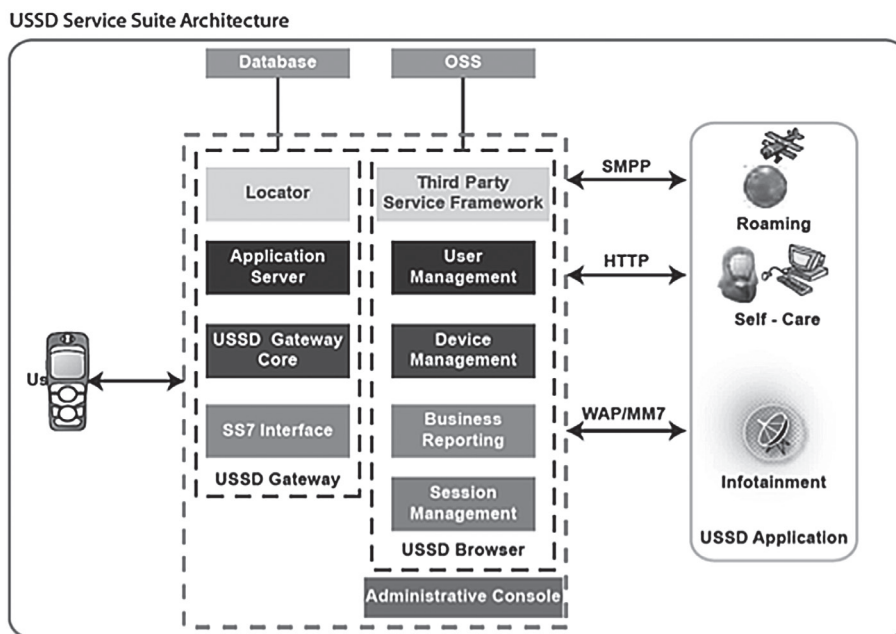 USSD Service Suite Architecture
Database
OSS
Locator
Application
Server
USSD Gateway
Core
SS7 Interface
USSD Gateway
Third Party
Service Framework
User
Management
Device
Management
Business
Reporting
Session
Management
USSD Browser
Administrative Console
Us
SMPP
HTTP
WAP/MM7
Roaming
Self - Care
Infotainment
USSD Application